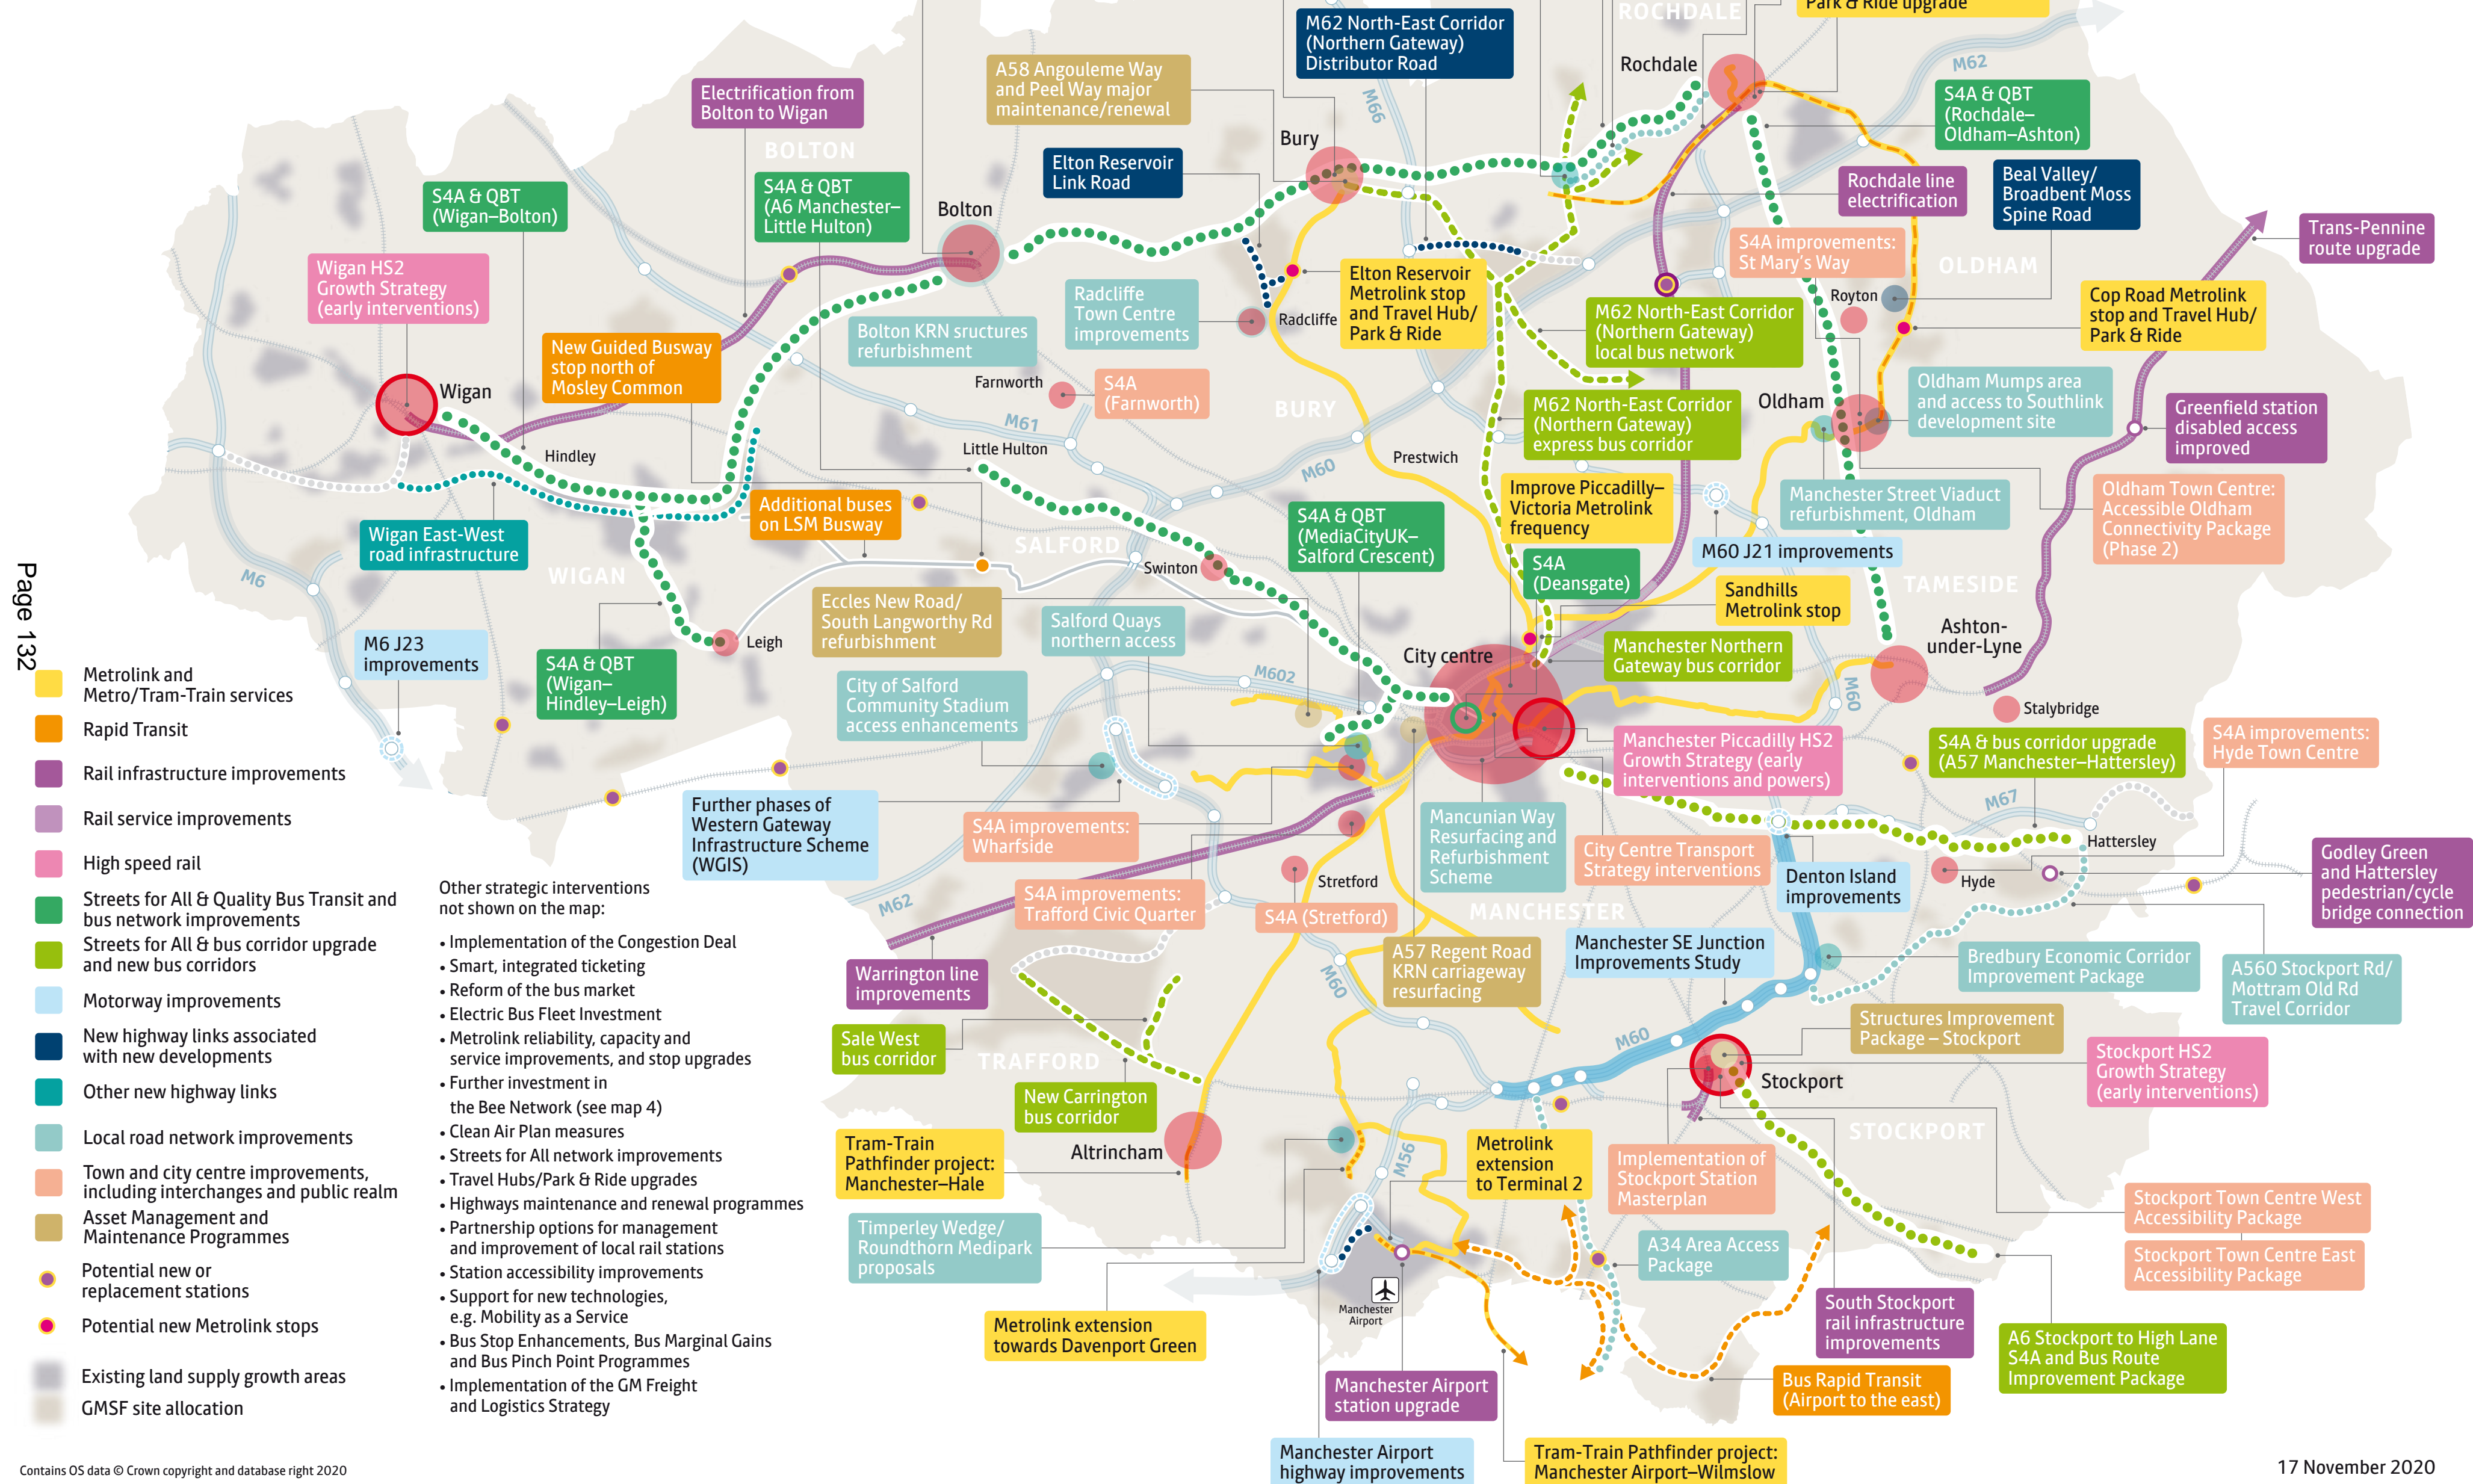 ROCHDALE
Park & Ride upgrade
M62 North-East Corridor
(Northern Gateway)
Distributor Road
Rochdale
M62
A58 Angouleme Way
and Peel Way major
maintenance/renewal
M66
Electrification from
Bolton to Wigan
S4A & QBT
(Rochdale–
Oldham–Ashton)
Bury
BOLTON
Elton Reservoir
Link Road
S4A & QBT
(Wigan–Bolton)
S4A & QBT
(A6 Manchester–
Little Hulton)
Bolton
Rochdale line
electrification
Beal Valley/
Broadbent Moss
Spine Road
Trans-Pennine
route upgrade
S4A improvements:
St Mary's Way
OLDHAM
Wigan HS2
Growth Strategy
(early interventions)
Radcliffe
Town Centre
improvements
Radcliffe
Elton Reservoir
Metrolink stop
and Travel Hub/
Park & Ride
M62 North-East Corridor
(Northern Gateway)
local bus network
Royton
Cop Road Metrolink
stop and Travel Hub/
Park & Ride
New Guided Busway
stop north of
Mosley Common
Bolton KRN sructures
refurbishment
Farnworth
S4A
(Farnworth)
Wigan
BURY
M61
M62 North-East Corridor
(Northern Gateway)
express bus corridor
Oldham
Oldham Mumps area
and access to Southlink
development site
Greenfield station
disabled access
improved
Hindley
Little Hulton
M60
Prestwich
Improve Piccadilly–
Victoria Metrolink
frequency
Manchester Street Viaduct
refurbishment, Oldham
Oldham Town Centre:
Accessible Oldham
Connectivity Package
(Phase 2)
Wigan East-West
road infrastructure
Additional buses
on LSM Busway
SALFORD
S4A & QBT
(MediaCityUK–
Salford Crescent)
M60 J21 improvements
WIGAN
Swinton
S4A
(Deansgate)
Sandhills
Metrolink stop
TAMESIDE
M6
Page 132
Eccles New Road/
South Langworthy Rd
refurbishment
Salford Quays
northern access
Ashton-
under-Lyne
M6 J23
improvements
Leigh
City centre
Manchester Northern
Gateway bus corridor
S4A & QBT
(Wigan–
Hindley–Leigh)
City of Salford
Community Stadium
access enhancements
M602
M60
Stalybridge
Manchester Piccadilly HS2
Growth Strategy (early
interventions and powers)
S4A & bus corridor upgrade
(A57 Manchester–Hattersley)
S4A improvements:
Hyde Town Centre
Further phases of
Western Gateway
Infrastructure Scheme
(WGIS)
S4A improvements:
Wharfside
Mancunian Way
Resurfacing and
Refurbishment
Scheme
City Centre Transport
Strategy interventions
M67
Hattersley
Denton Island
improvements
Hyde
Godley Green
and Hattersley
pedestrian/cycle
bridge connection
S4A improvements:
Trafford Civic Quarter
Stretford
S4A (Stretford)
M62
MANCHESTER
A57 Regent Road
KRN carriageway
resurfacing
Manchester SE Junction
Improvements Study
Bredbury Economic Corridor
Improvement Package
A560 Stockport Rd/
Mottram Old Rd
Travel Corridor
Warrington line
improvements
M60
Structures Improvement
Package – Stockport
Sale West
bus corridor
TRAFFORD
M60
Stockport
Stockport HS2
Growth Strategy
(early interventions)
New Carrington
bus corridor
STOCKPORT
Tram-Train
Pathfinder project:
Manchester–Hale
Altrincham
M56
Metrolink
extension
to Terminal 2
Implementation of
Stockport Station
Masterplan
Stockport Town Centre West
Accessibility Package
Stockport Town Centre East
Accessibility Package
Timperley Wedge/
Roundthorn Medipark
proposals
A34 Area Access
Package
Manchester
Airport
Metrolink extension
towards Davenport Green
South Stockport
rail infrastructure
improvements
A6 Stockport to High Lane
S4A and Bus Route
Improvement Package
Manchester Airport
station upgrade
Bus Rapid Transit
(Airport to the east)
Manchester Airport
highway improvements
Tram-Train Pathfinder project:
Manchester Airport–Wilmslow
Metrolink and
Metro/Tram-Train services
Rapid Transit
Rail infrastructure improvements
Rail service improvements
High speed rail
Streets for All & Quality Bus Transit and
bus network improvements
Streets for All & bus corridor upgrade
and new bus corridors
Motorway improvements
New highway links associated
with new developments
Other new highway links
Local road network improvements
Town and city centre improvements,
including interchanges and public realm
Asset Management and
Maintenance Programmes
Potential new or
replacement stations
Potential new Metrolink stops
Existing land supply growth areas
GMSF site allocation
Other strategic interventions
not shown on the map:
• Implementation of the Congestion Deal
• Smart, integrated ticketing
• Reform of the bus market
• Electric Bus Fleet Investment
• Metrolink reliability, capacity and
service improvements, and stop upgrades
• Further investment in
the Bee Network (see map 4)
• Clean Air Plan measures
• Streets for All network improvements
• Travel Hubs/Park & Ride upgrades
• Highways maintenance and renewal programmes
• Partnership options for management
and improvement of local rail stations
• Station accessibility improvements
• Support for new technologies,
e.g. Mobility as a Service
• Bus Stop Enhancements, Bus Marginal Gains
and Bus Pinch Point Programmes
• Implementation of the GM Freight
and Logistics Strategy
Contains OS data © Crown copyright and database right 2020
17 November 2020